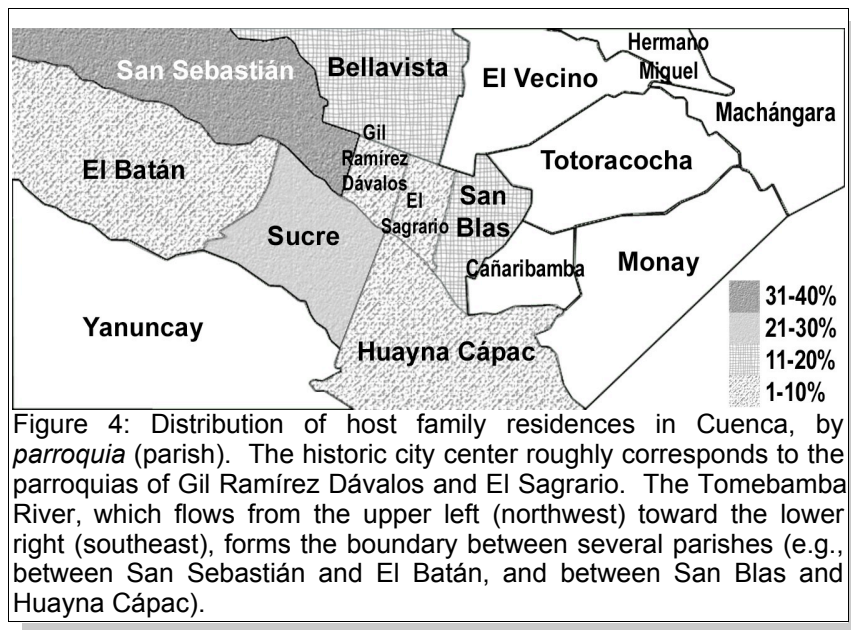 Hermano
San Sebastián
Bellavista
El Vecino
Miguel
Machángara
Gil
Ramírez
Dávalos
El Batán
Totoracocha
El
Sagrario
San
Blas
Sucre
Cañaribamba
Monay
Yanuncay
Huayna Cápac
31-40%
21-30%
11-20%
1-10%
Figure 4: Distribution of host family residences in Cuenca, by
parroquia (parish). The historic city center roughly corresponds to the
parroquias of Gil Ramírez Dávalos and El Sagrario. The Tomebamba
River, which flows from the upper left (northwest) toward the lower
right (southeast), forms the boundary between several parishes (e.g.,
between San Sebastián and El Batán, and between San Blas and
Huayna Cápac).